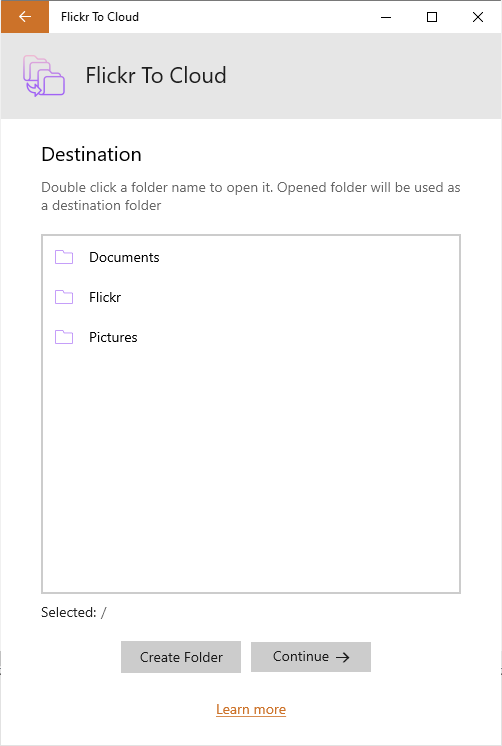 Flickr To Cloud
Flickr To Cloud
Destination
Double click a folder name to open it. Opened folder will be used as
a destination folder
Documents
Flickr
Pictures
Selected: /
Create Folder
Continue →
Learn more